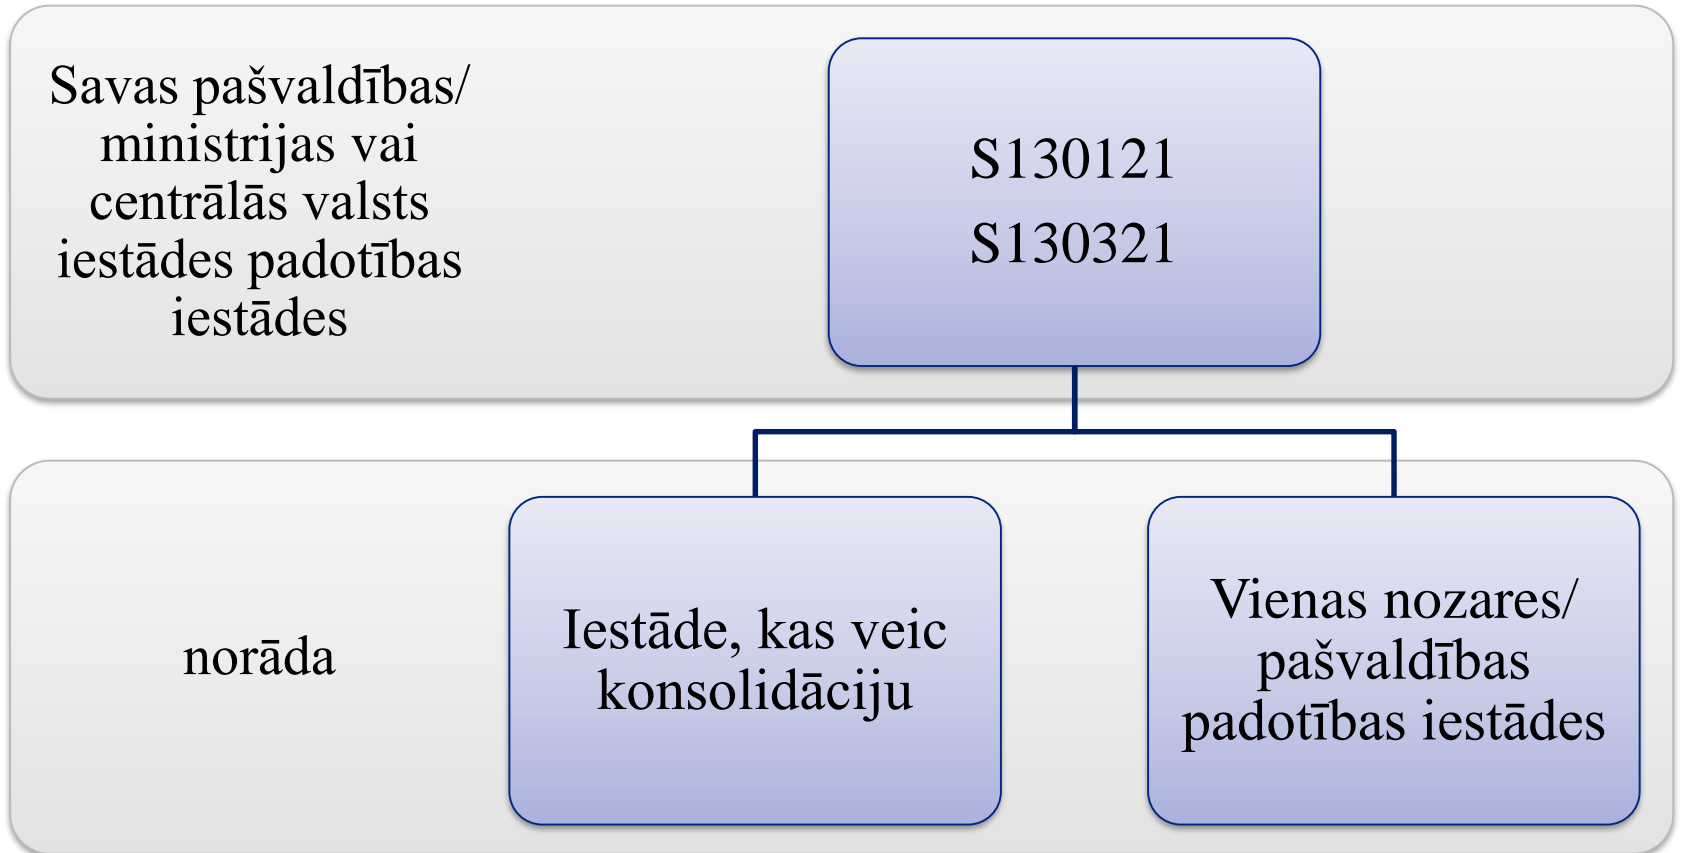 Savas pašvaldības/
ministrijas vai
centrālās valsts
iestādes padotības
iestādes
S130121
S130321
norāda
Iestāde, kas veic
konsolidāciju
Vienas nozares/
pašvaldības
padotības iestādes